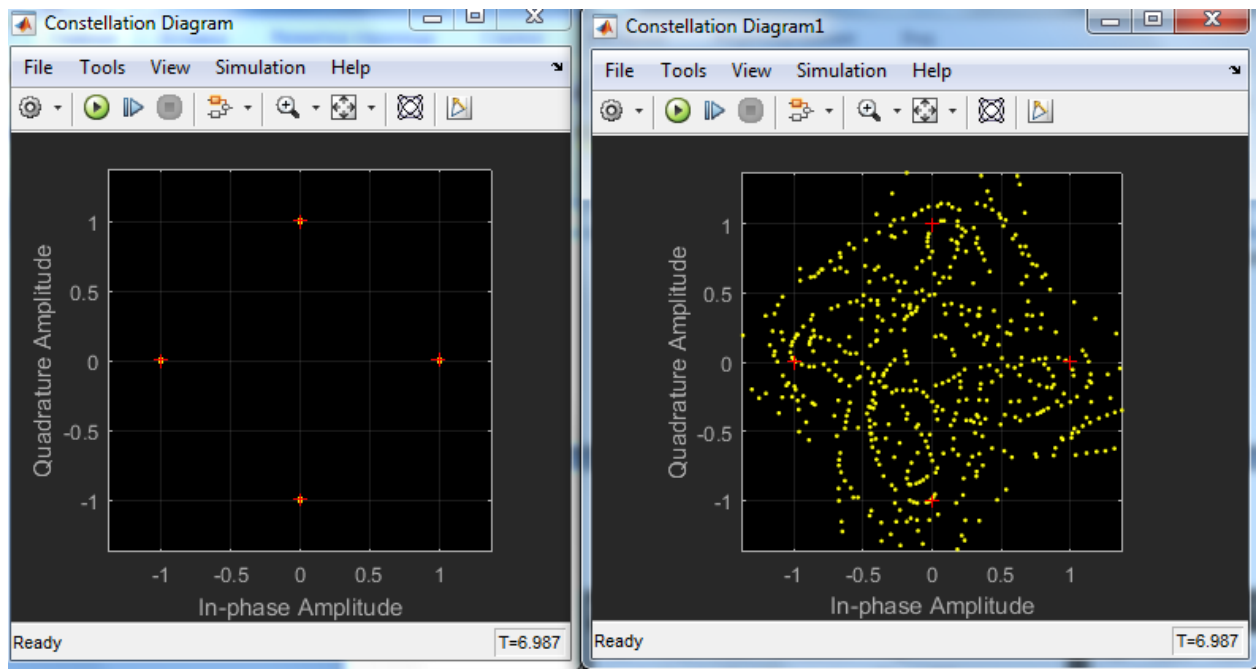 Constellation Diagram
File Tools View Simulation Help
1
0.5
0
-0.5
-1
Quadrature Amplitude
-1 -0.5 0 0.5 1
In-phase Amplitude
Ready T=6.987
Constellation Diagram1
File Tools View Simulation Help
1
0.5
0
-0.5
-1
Quadrature Amplitude
-1 -0.5 0 0.5 1
In-phase Amplitude
Ready T=6.987